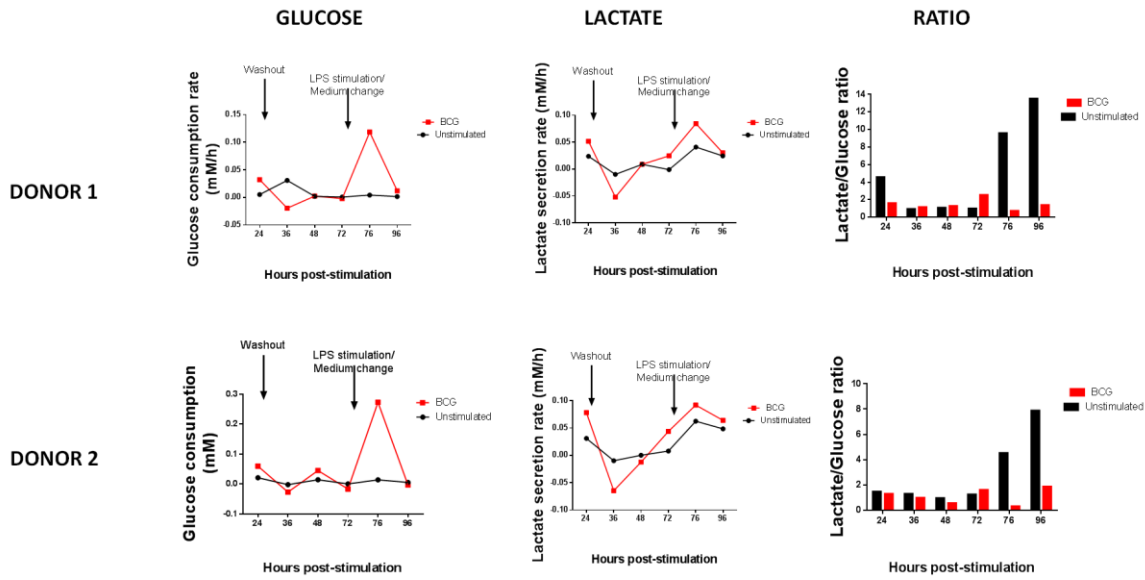 GLUCOSE
LACTATE
RATIO
DONOR 1
Washout
LPS stimulation/
Medium change
BCG
Unstimulated
Glucose consumption rate
(mM/h)
0.15
0.10
0.05
0.00
-0.05
24 36 48 72 76 96
Hours post-stimulation
Washout
LPS stimulation/
Medium change
BCG
Unstimulated
Lactate secretion rate (mM/h)
0.10
0.05
0.00
-0.05
-0.10
24 36 48 72 76 96
Hours post-stimulation
BCG
Unstimulated
Lactate/Glucose ratio
14
12
10
8
6
4
2
0
24 36 48 72 76 96
Hours post-stimulation
DONOR 2
Washout
LPS stimulation/
Medium change
BCG
Unstimulated
Glucose consumption
(mM)
0.3
0.2
0.1
0.0
-0.1
24 36 48 72 76 96
Hours post-stimulation
Washout
LPS stimulation/
Medium change
BCG
Unstimulated
Lactate secretion rate (mM/h)
0.10
0.05
0.00
-0.05
0.10
24 36 48 72 76 96
Hours post-stimulation
BCG
Unstimulated
Lactate/Glucose ratio
10
8
6
4
2
0
24 36 48 72 76 96
Hours post-stimulation